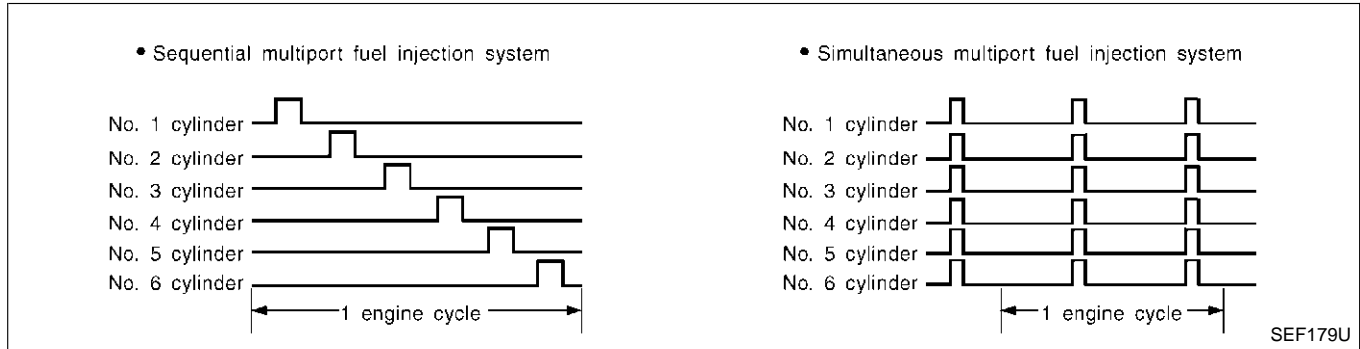 • Sequential multiport fuel injection system
No. 1 cylinder
No. 2 cylinder
No. 3 cylinder
No. 4 cylinder
No. 5 cylinder
No. 6 cylinder
1 engine cycle
• Simultaneous multiport fuel injection system
No. 1 cylinder
No. 2 cylinder
No. 3 cylinder
No. 4 cylinder
No. 5 cylinder
No. 6 cylinder
1 engine cycle
SEF179U